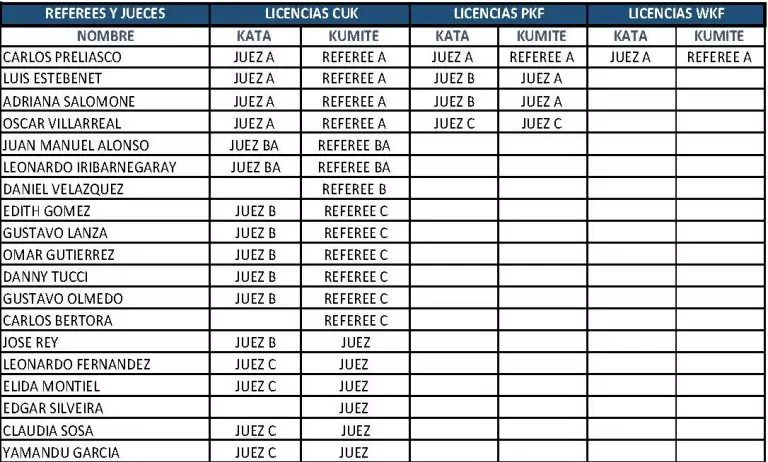 REFEREES Y JUECES LICENCIAS CUK LICENCIAS PKF LICENCIAS WKF
NOMBRE KATA KUMITE KATA KUMITE KATA KUMITE
CARLOS PRELIASCO JUEZ A REFEREE A JUEZ A REFEREE A JUEZ A REFEREE A
LUIS ESTEBENET JUEZ A REFEREE A JUEZ B JUEZ A
ADRIANA SALOMONE JUEZ A REFEREE A JUEZ B JUEZ A
OSCAR VILLARREAL JUEZ A REFEREE A JUEZ C JUEZ C
JUAN MANUEL ALONSO JUEZ BA REFEREE BA
LEONARDO IRIBARNEGARAY JUEZ BA REFEREE BA
DANIEL VELAZQUEZ REFEREE B
EDITH GOMEZ JUEZ B REFEREE C
GUSTAVO LANZA JUEZ B REFEREE C
OMAR GUTIERREZ JUEZ B REFEREE C
DANNY TUCCI JUEZ B REFEREE C
GUSTAVO OLMEDO JUEZ B REFEREE C
CARLOS BERTORA REFEREE C
JOSE REY JUEZ B JUEZ
LEONARDO FERNANDEZ JUEZ C JUEZ
ELIDA MONTIEL JUEZ C JUEZ
EDGAR SILVEIRA JUEZ
CLAUDIA SOSA JUEZ C JUEZ
YAMANDU GARCIA JUEZ C JUEZ